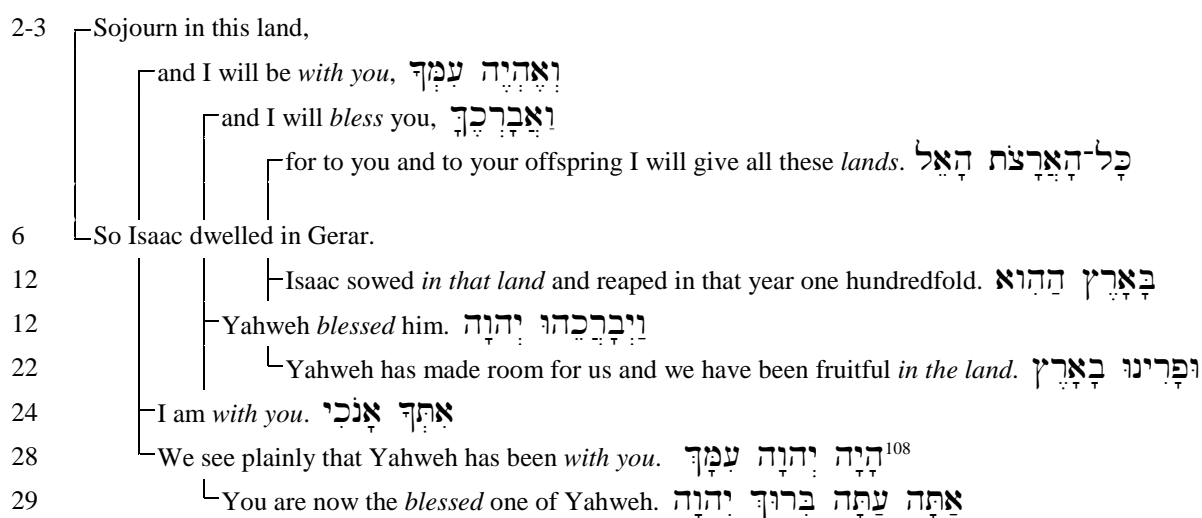 2-3 Sojourn in this land,
and I will be with you, וְאֶהְיֶה עִמְּךָ
and I will bless you, וַאֲבָרְכֶךָּ
for to you and to your offspring I will give all these lands. כָּל־הָאֲרָצֹת הָאֵל
6 So Isaac dwelled in Gerar.
12 Isaac sowed in that land and reaped in that year one hundredfold. בָּאָרֶץ הַהִוא
12 Yahweh blessed him. וַיְבָרֲכֵהוּ יְהוָה
22 Yahweh has made room for us and we have been fruitful in the land. וּפָרִינוּ בָאָרֶץ
24 I am with you. אִתְּךָ אָנֹכִי
28 We see plainly that Yahweh has been with you. הָיָה יְהוָה עִמָּךְ108
29 You are now the blessed one of Yahweh. אַתָּה עַתָּה בְּרוּךְ יְהוָה